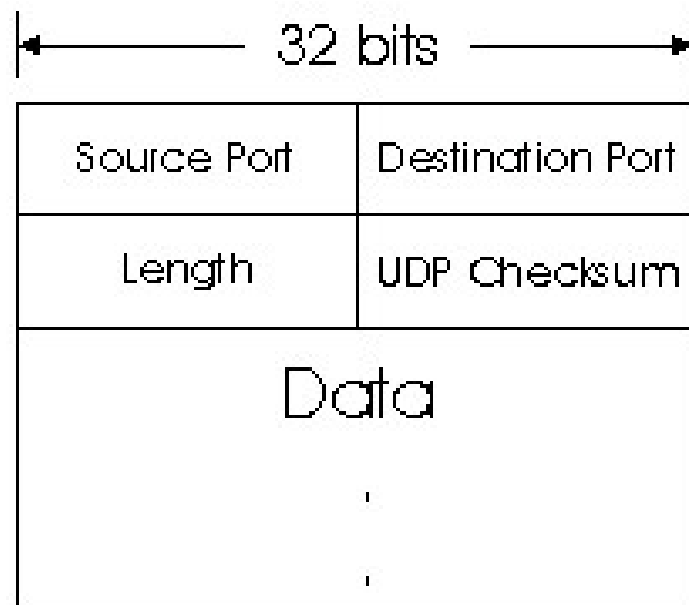 32 bits
Source Port
Destination Port
Length
UDP Checksum
Data